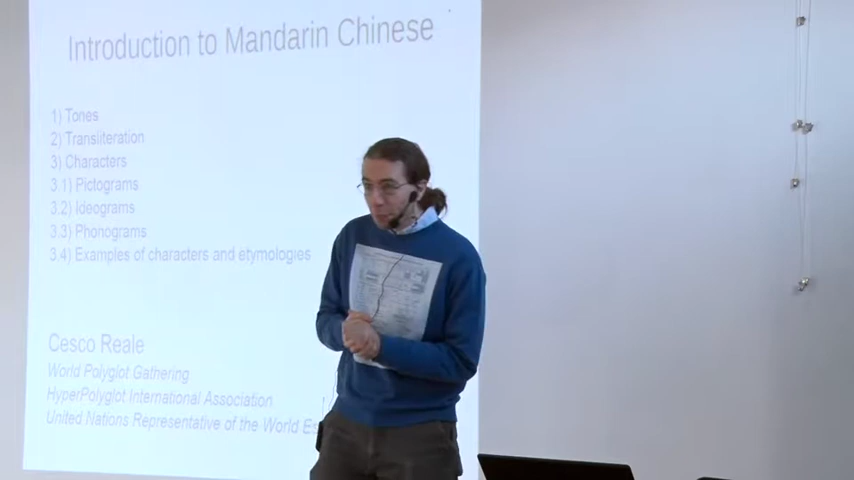 Introduction to Mandarin Chinese
1) Tones
2) Transliteration
3) Characters
3.1) Pictograms
3.2) Ideograms
3.3) Phonograms
3.4) Examples of characters and etymologies
Cesco Reale
World Polyglot Gathering
HyperPolyglot International Association
United Nations Representative of the World